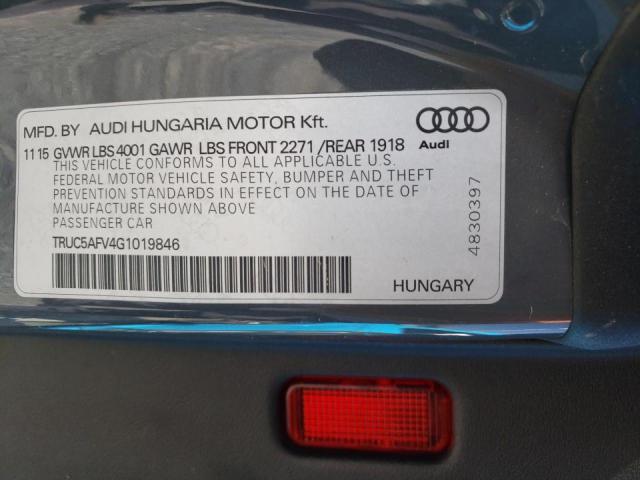 MFD. BY AUDI HUNGARIA MOTOR Kft.
11 15 GVWR LBS 4001 GAWR LBS FRONT 2271 /REAR 1918
THIS VEHICLE CONFORMS TO ALL APPLICABLE U.S.
FEDERAL MOTOR VEHICLE SAFETY, BUMPER AND THEFT
PREVENTION STANDARDS IN EFFECT ON THE DATE OF
MANUFACTURE SHOWN ABOVE
PASSENGER CAR
TRUC5AFV4G1019846
HUNGARY
Audi
4830397